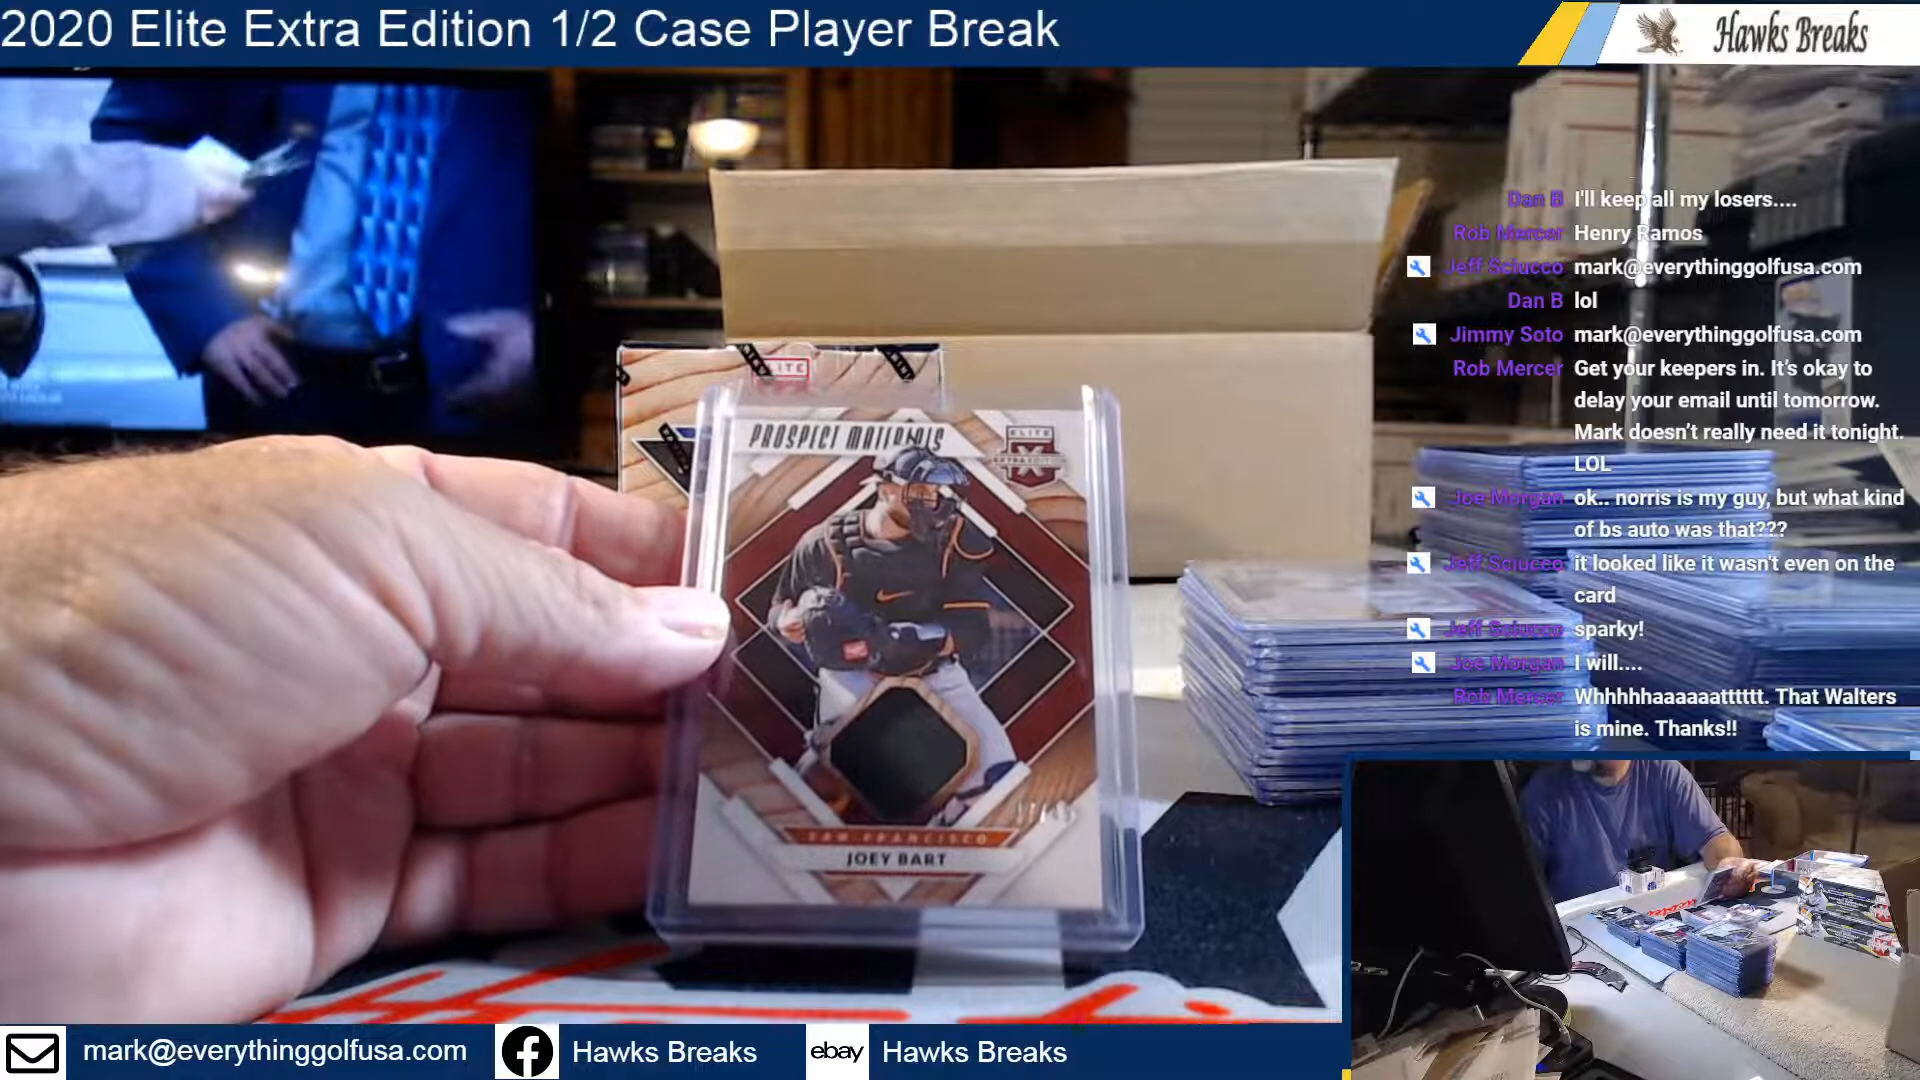 2020 Elite Extra Edition 1/2 Case Player Break
Hawks Breaks
Dan B I'll keep all my losers....
Rob Mercer Henry Ramos
Jeff Sciucco mark@everythinggolfusa.com
Dan B lol
Jimmy Soto mark@everythinggolfusa.com
Rob Mercer Get your keepers in. It's okay to
delay your email until tomorrow.
Mark doesn't really need it tonight.
LOL
Joe Morgan ok.. norris is my guy, but what kind
of bs auto was that???
Jeff Sciucco it looked like it wasn't even on the
card
Jeff Sciucco sparky!
Joe Morgan I will....
Rob Mercer Whhhhhaaaaaatttttt. That Walters
is mine. Thanks!!
PROSPECT MATERIALS
ELITE
X
SAN FRANCISCO
JOEY BART
mark@everythinggolfusa.com
Hawks Breaks
ebay
Hawks Breaks